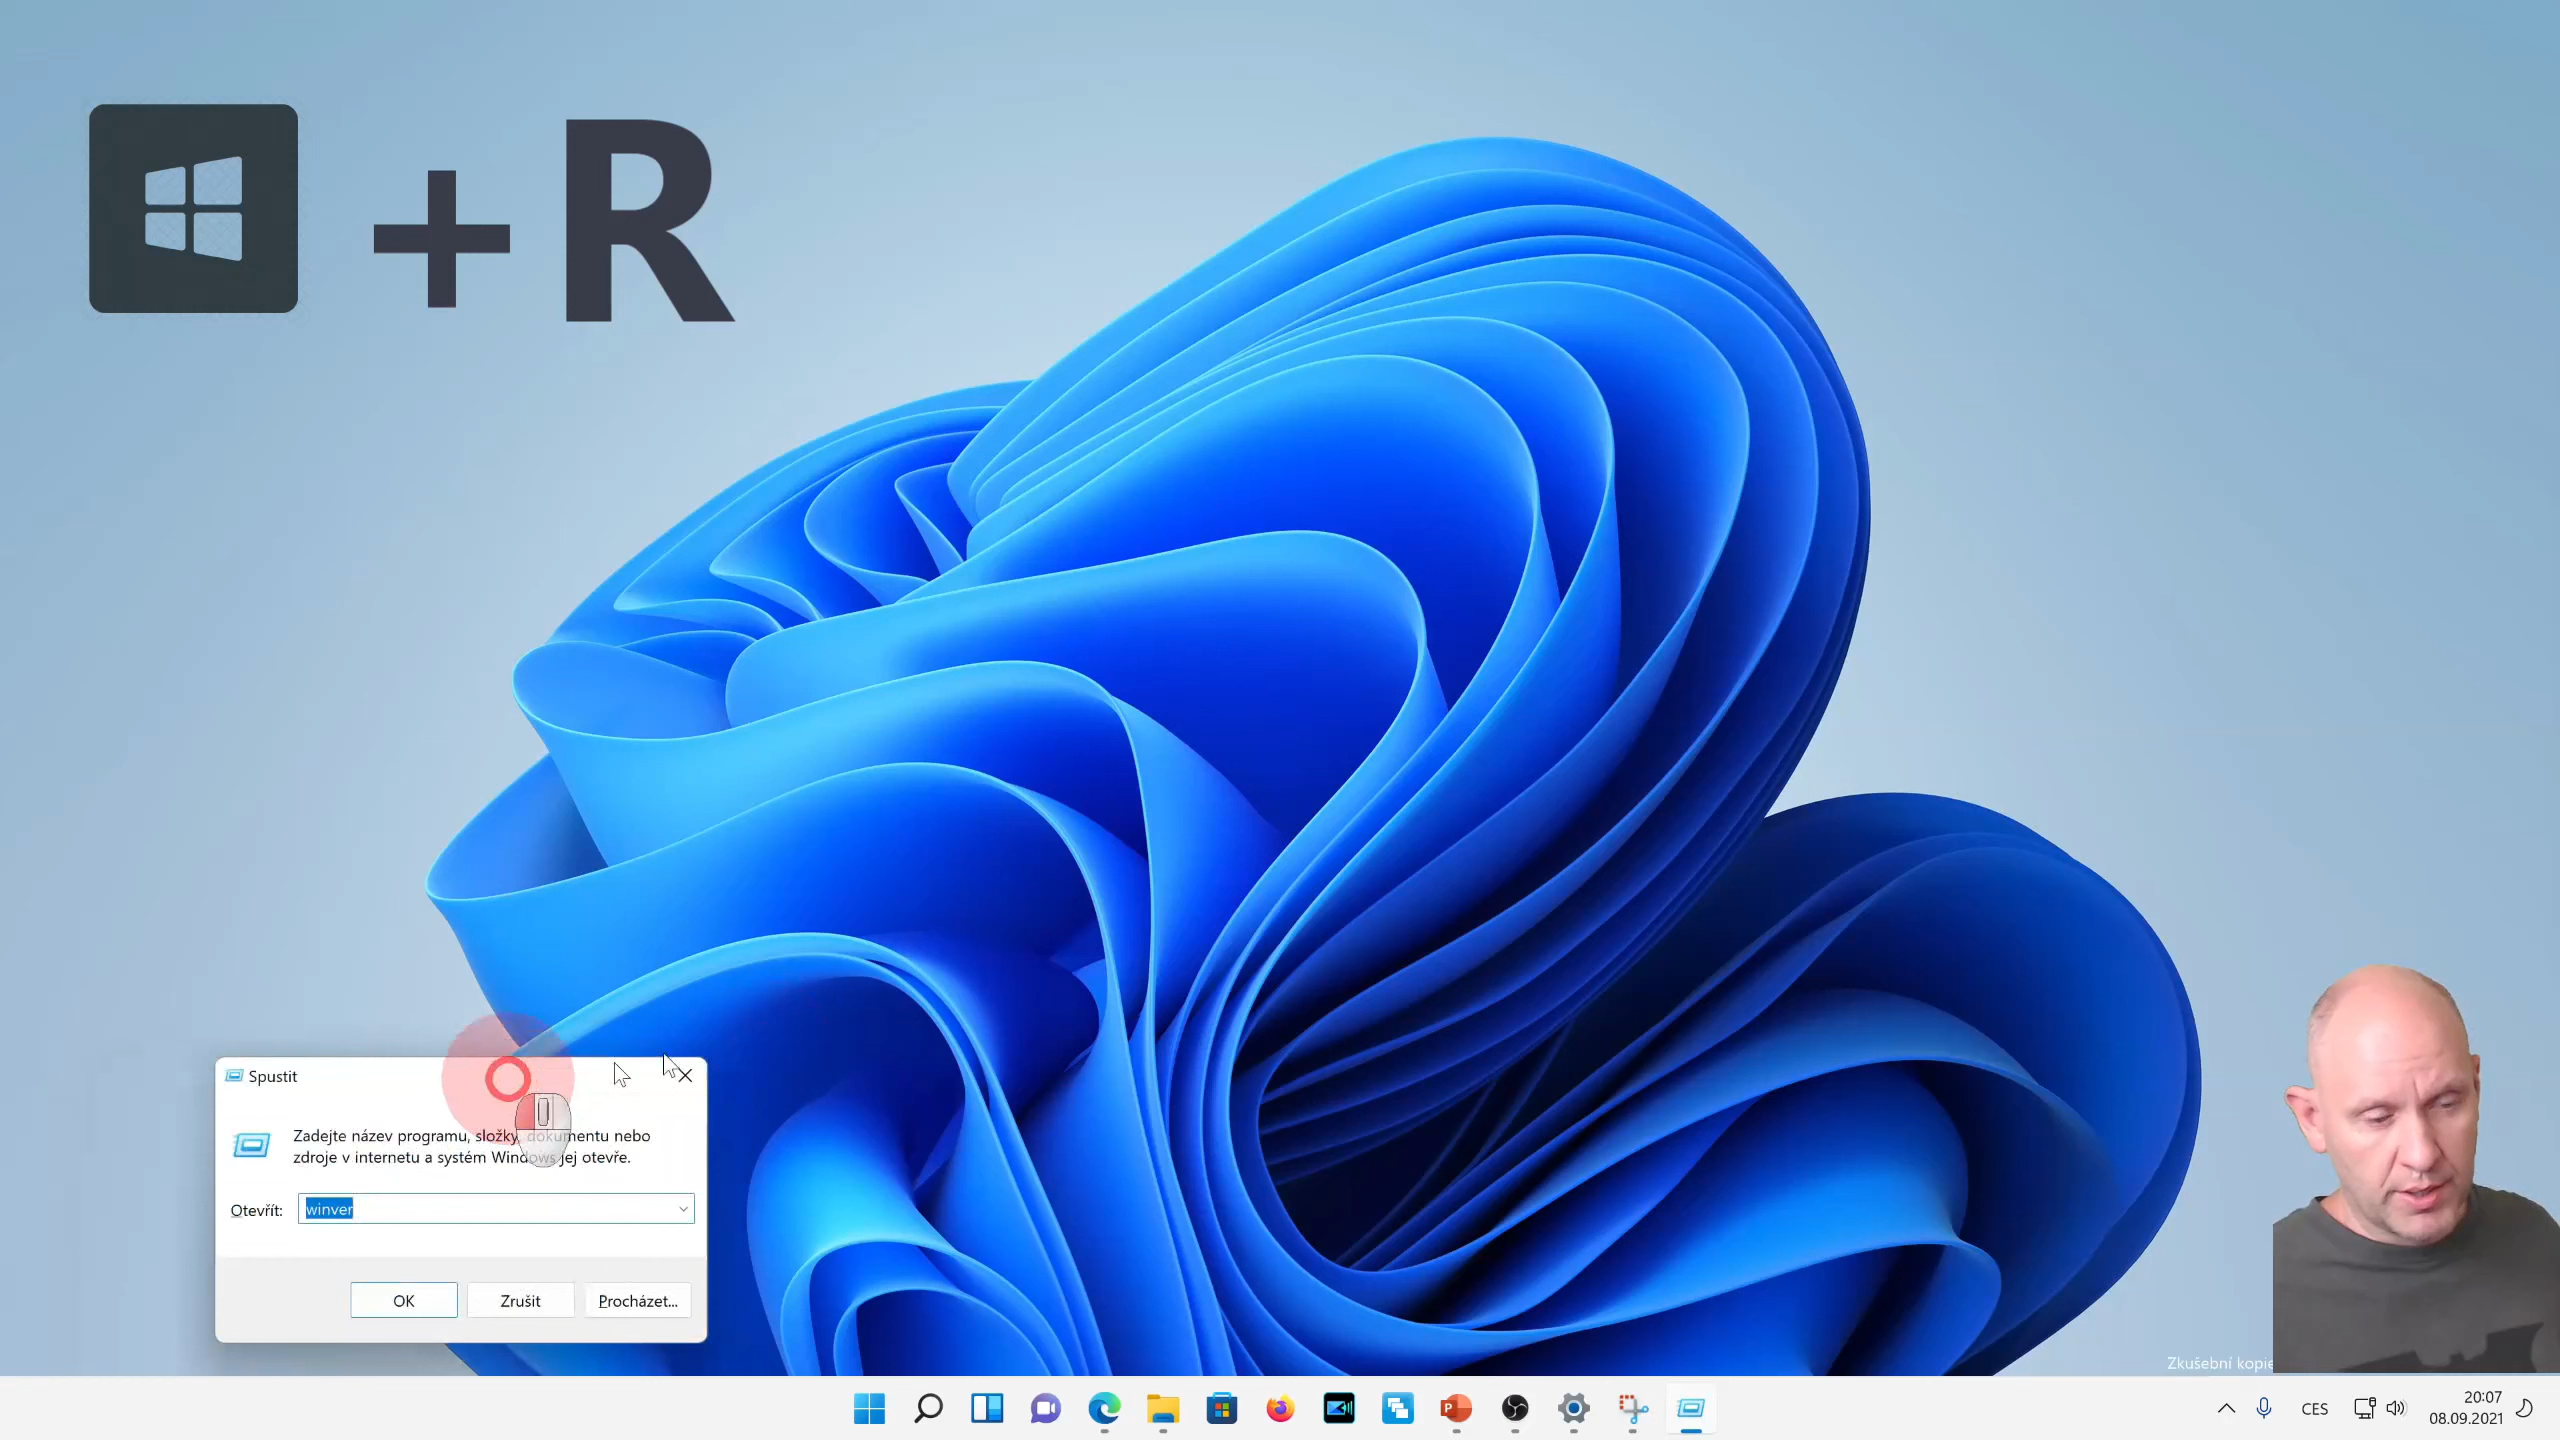 + R
Spustit
Zadejte název programu, složky, dokumentu nebo
zdroje v internetu a systém Windows jej otevře.
Otevřít:
winver
OK
Zrušit
Procházet...
Zkušební kopie
CES
20:07
08.09.2021